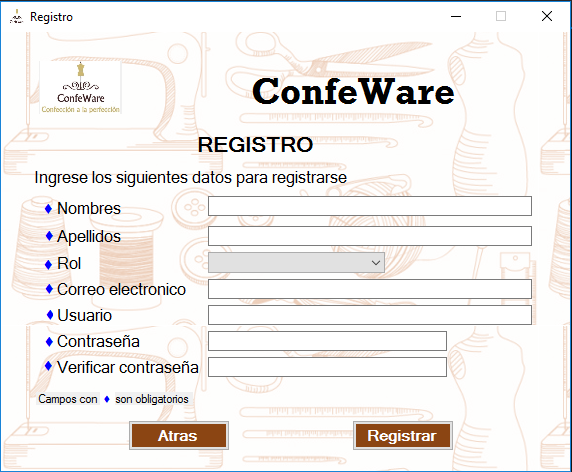 Registro
ConfeWare
Confección a la perfección
ConfeWare
REGISTRO
Ingrese los siguientes datos para registrarse
♦ Nombres
♦ Apellidos
♦ Rol
♦ Correo electronico
♦ Usuario
♦ Contraseña
♦ Verificar contraseña
Campos con ♦ son obligatorios
Atras Registrar